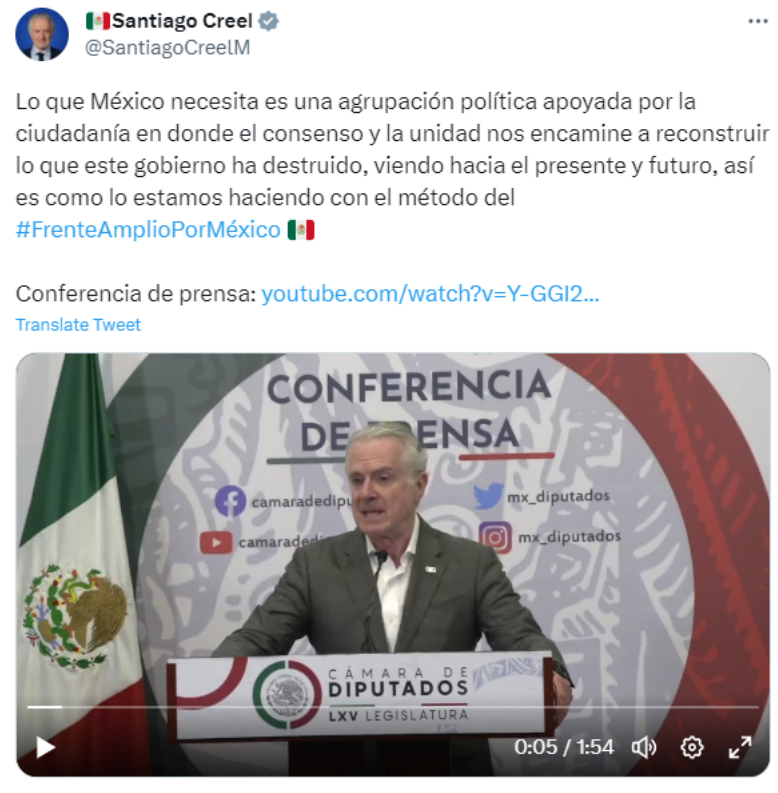 🇲🇽Santiago Creel
@SantiagoCreelM
Lo que México necesita es una agrupación política apoyada por la
ciudadanía en donde el consenso y la unidad nos encamine a reconstruir
lo que este gobierno ha destruido, viendo hacia el presente y futuro, así
es como lo estamos haciendo con el método del
#FrenteAmplioPorMéxico 🇲🇽
Conferencia de prensa: youtube.com/watch?v=Y-GGI2...
Translate Tweet
CONFERENCIA
DE PRENSA
camaradedipu
mx_diputados
camarade
mx_diputados
CÁMARA DE
DIPUTADOS
LXV LEGISLATURA
0:05 / 1:54